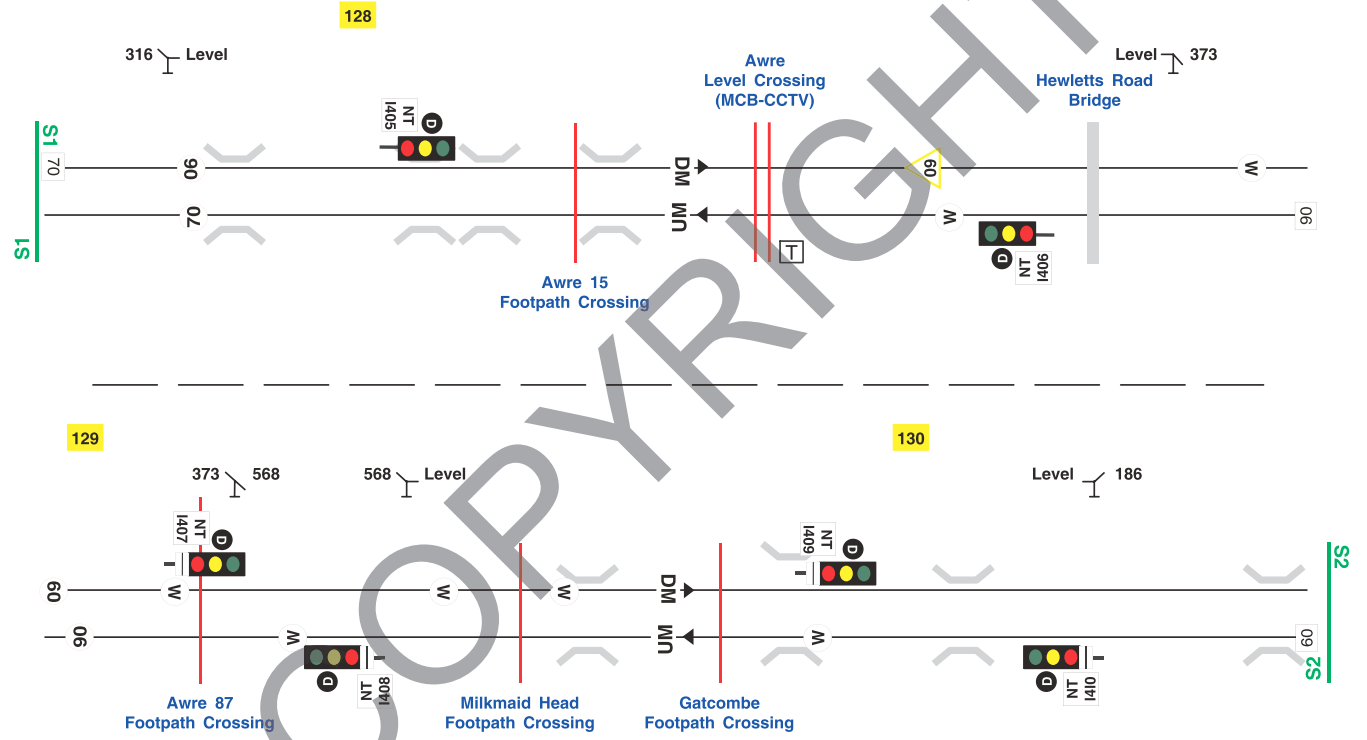 128
316 Level
Level 373
Awre
Level Crossing
(MCB-CCTV)
Hewletts Road
Bridge
NT
I405
D
S1
70
90
DM
60
W
S1
70
UM
W
90
T
D
NT
I406
Awre 15
Footpath Crossing
129
130
373 568
568 Level
Level 186
NT
I407
D
NT
I409
D
S2
60
W
W
W
DM
90
W
UM
W
60
S2
D
NT
I408
D
NT
I410
Awre 87
Footpath Crossing
Milkmaid Head
Footpath Crossing
Gatcombe
Footpath Crossing
COPYRIGHT